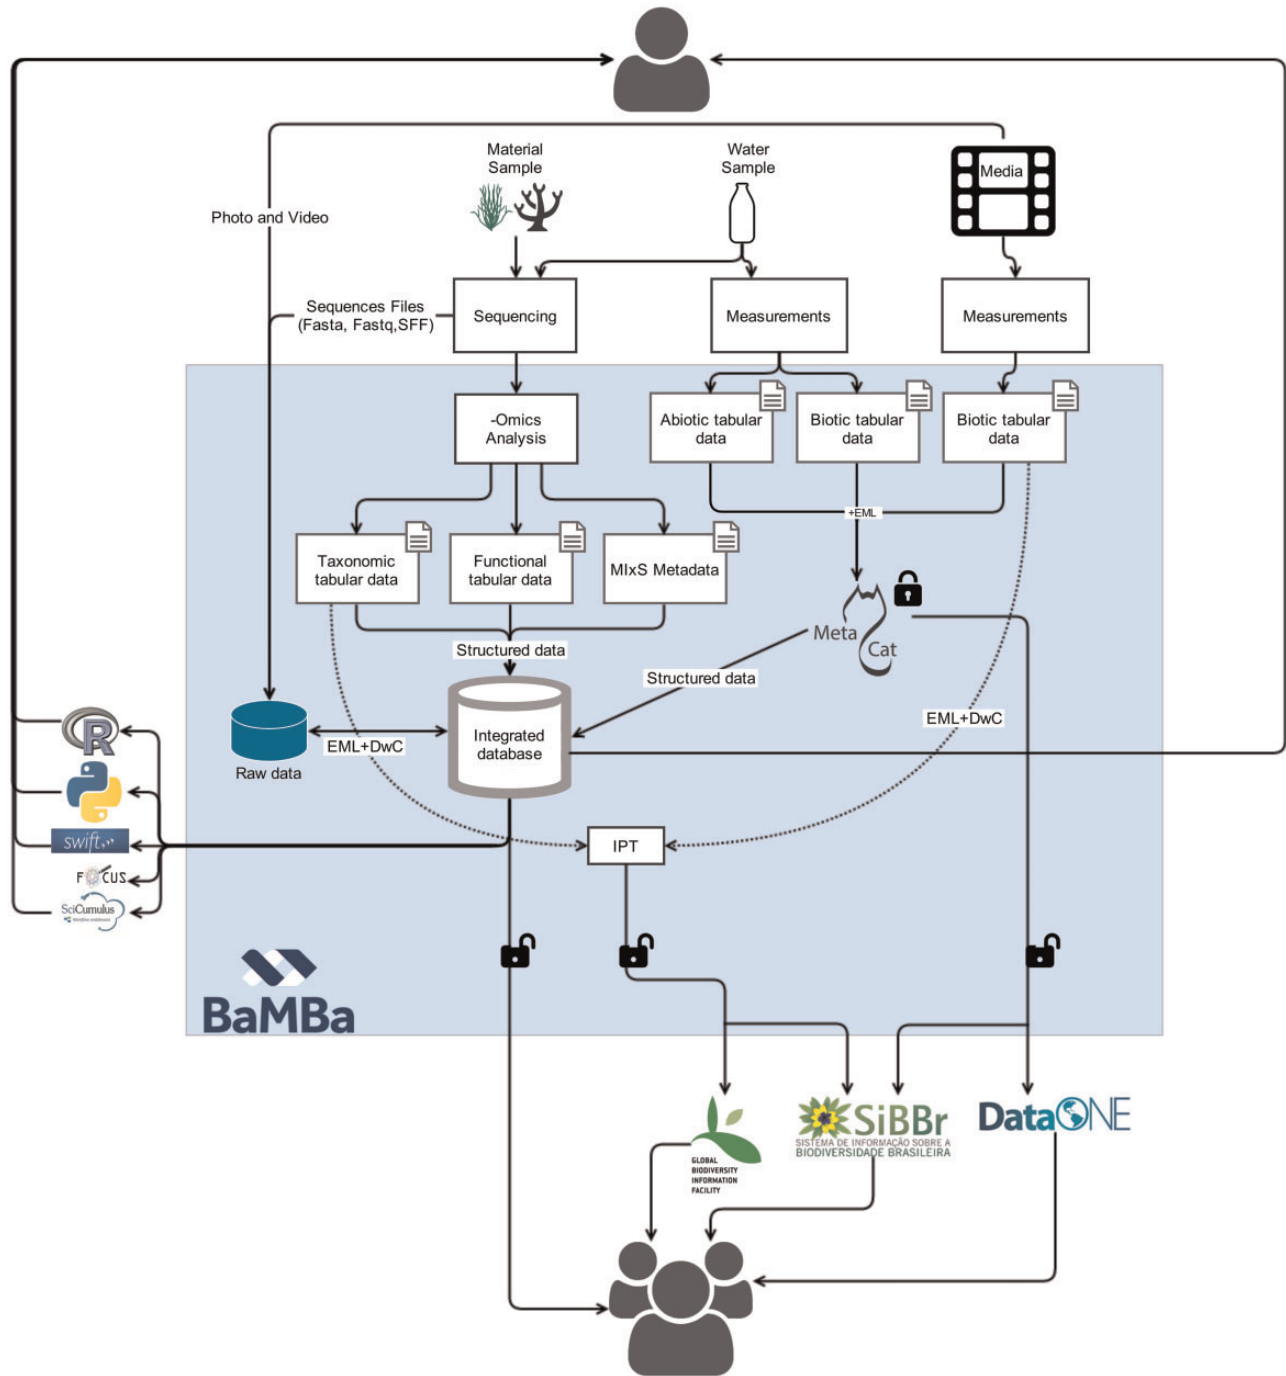 Material
Sample
Water
Sample
Media
Photo and Video
Sequences Files
(Fasta, Fastq,SFF)
Sequencing
Measurements
Measurements
-Omics
Analysis
Abiotic tabular
data
Biotic tabular
data
Biotic tabular
data
+EML
Taxonomic
tabular data
Functional
tabular data
MIxS Metadata
Meta
Cat
Structured data
Structured data
EML+DwC
Integrated
database
EML+DwC
Raw data
R
swift
IPT
FOCUS
SciCumulus
BaMBa
GLOBAL
BIODIVERSITY
INFORMATION
FACILITY
SiBBr
SISTEMA DE INFORMAÇÃO SOBRE A
BIODIVERSIDADE BRASILEIRA
DataONE